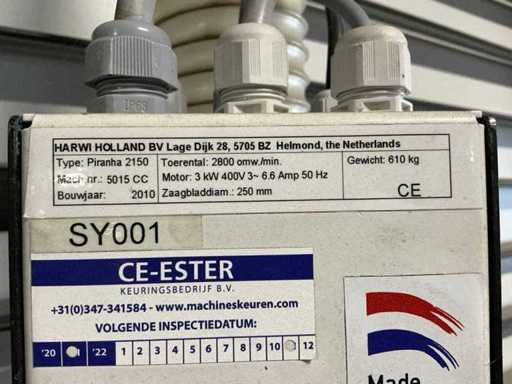 IP68
HARWI HOLLAND BV Lage Dijk 28, 5705 BZ Helmond, the Netherlands
Type: Piranha 2150 Toerental: 2800 omw./min. Gewicht: 610 kg
Mach.nr.: 5015 CC Motor: 3 kW 400V 3~ 6.6 Amp 50 Hz
Bouwjaar: 2010 Zaagbladdiam.: 250 mm CE
SY001
CE-ESTER
KEURINGSBEDRIJF B.V.
+31(0)347-341584 - www.machineskeuren.com
VOLGENDE INSPECTIEDATUM:
'20 '22 1 2 3 4 5 6 7 8 9 10 12
Made